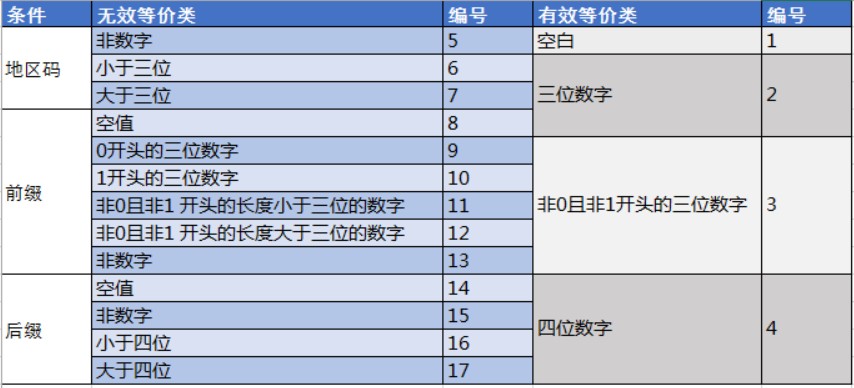 条件 无效等价类 编号 有效等价类 编号
地区码 非数字 5 空白 1
小于三位 6 三位数字 2
大于三位 7
前缀 空值 8
0开头的三位数字 9 非0且非1开头的三位数字 3
1开头的三位数字 10
非0且非1 开头的长度小于三位的数字 11
非0且非1 开头的长度大于三位的数字 12
非数字 13
后缀 空值 14 四位数字 4
非数字 15
小于四位 16
大于四位 17